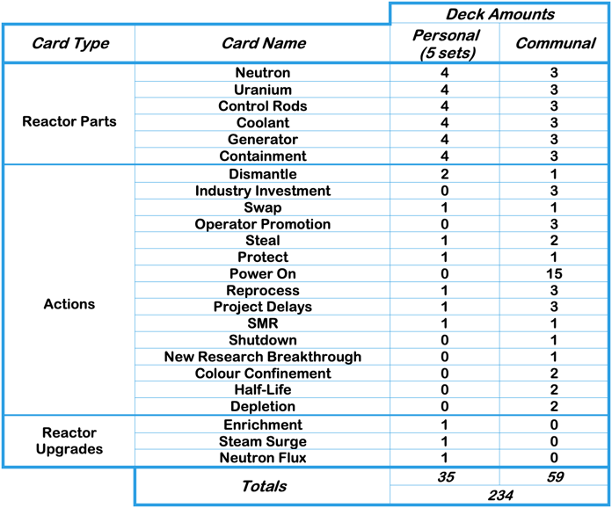 Deck Amounts
Card Type Card Name Personal (5 sets) Communal
Reactor Parts
Neutron 4 3
Uranium 4 3
Control Rods 4 3
Coolant 4 3
Generator 4 3
Containment 4 3
Actions
Dismantle 2 1
Industry Investment 0 3
Swap 1 1
Operator Promotion 0 3
Steal 1 2
Protect 1 1
Power On 0 15
Reprocess 1 3
Project Delays 1 3
SMR 1 1
Shutdown 0 1
New Research Breakthrough 0 1
Colour Confinement 0 2
Half-Life 0 2
Depletion 0 2
Reactor Upgrades
Enrichment 1 0
Steam Surge 1 0
Neutron Flux 1 0
Totals 35 59
234